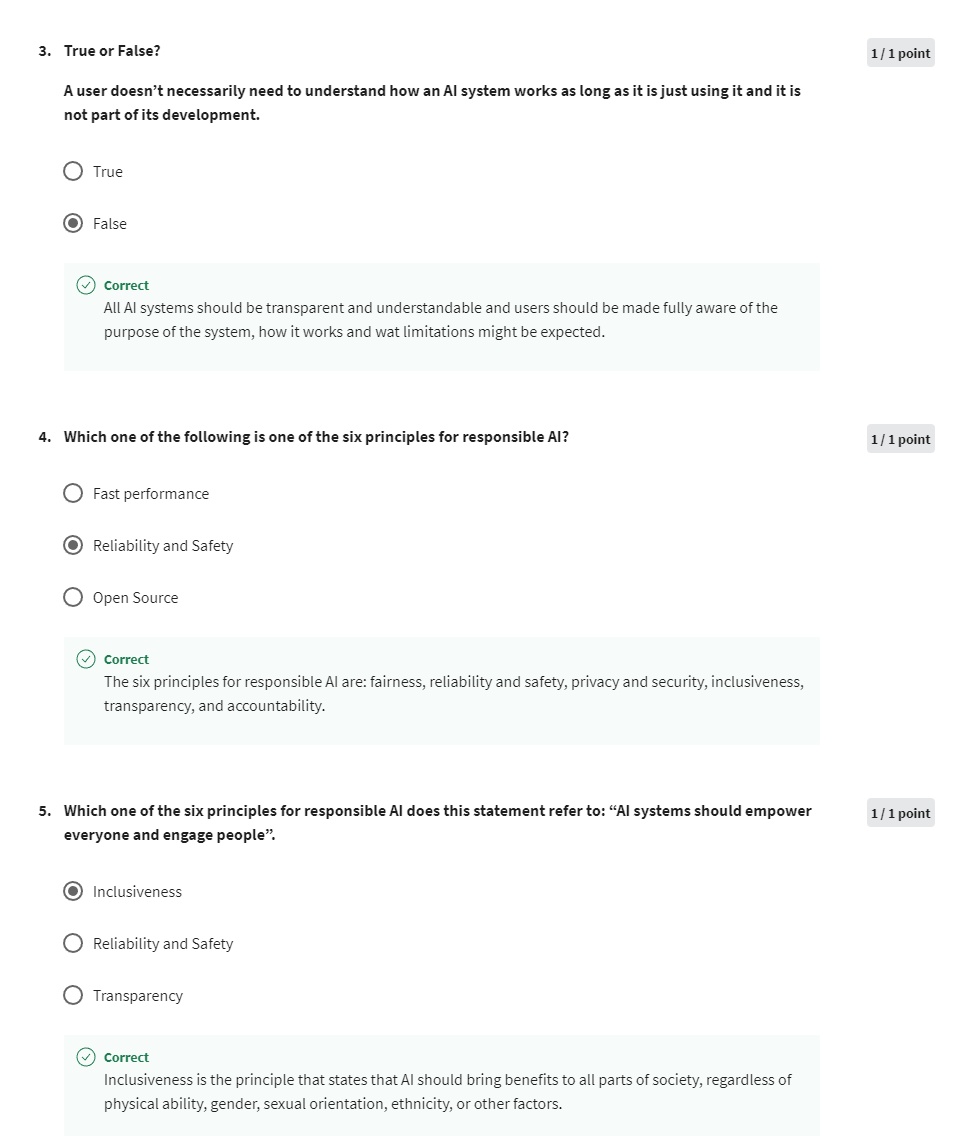 3. True or False?
1 / 1 point
A user doesn’t necessarily need to understand how an AI system works as long as it is just using it and it is
not part of its development.
True
False
Correct
All AI systems should be transparent and understandable and users should be made fully aware of the
purpose of the system, how it works and wat limitations might be expected.
4. Which one of the following is one of the six principles for responsible AI?
1 / 1 point
Fast performance
Reliability and Safety
Open Source
Correct
The six principles for responsible AI are: fairness, reliability and safety, privacy and security, inclusiveness,
transparency, and accountability.
5. Which one of the six principles for responsible AI does this statement refer to: “AI systems should empower
1 / 1 point
everyone and engage people”.
Inclusiveness
Reliability and Safety
Transparency
Correct
Inclusiveness is the principle that states that AI should bring benefits to all parts of society, regardless of
physical ability, gender, sexual orientation, ethnicity, or other factors.